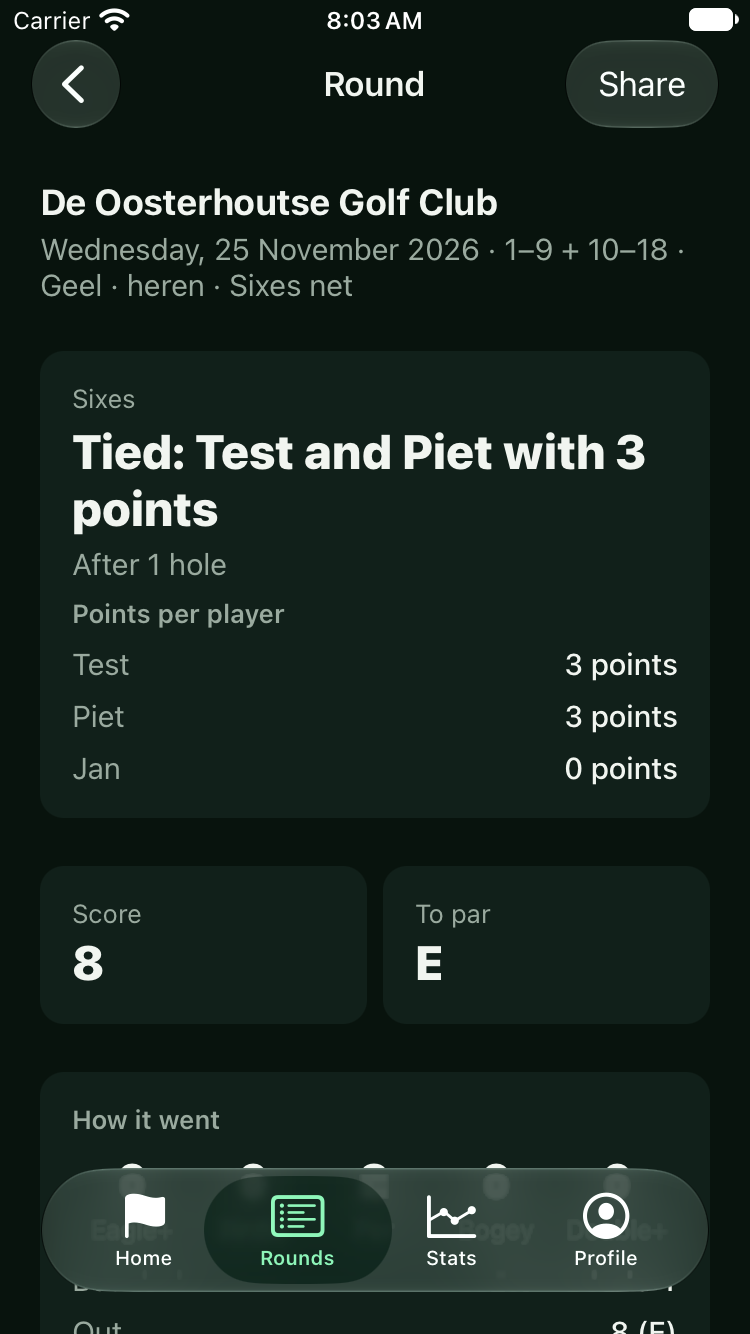 Carrier
8:03 AM
Round
Share
De Oosterhoutse Golf Club
Wednesday, 25 November 2026 · 1–9 + 10–18 ·
Geel · heren · Sixes net
Sixes
Tied: Test and Piet with 3
points
After 1 hole
Points per player
Test 3 points
Piet 3 points
Jan 0 points
Score
8
To par
E
How it went
Home
Rounds
Stats
Profile
Out 8 (E)